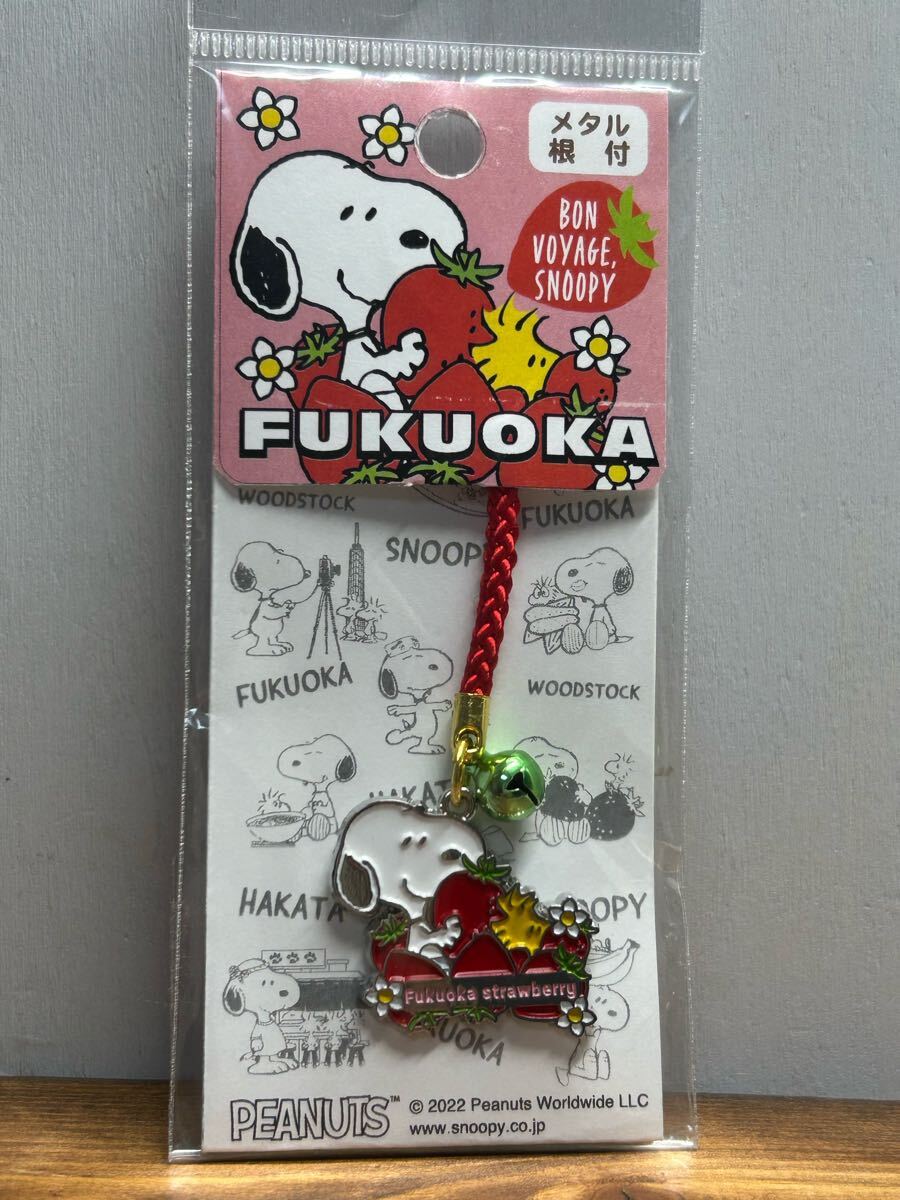 メタル
根 付
BON
VOYAGE,
SNOOPY
FUKUOKA
WOODSTOCK
FUKUOKA
SNOOPY
FUKUOKA
WOODSTOCK
HAKATA
HAKATA
OOPY
Fukuoka strawberry
UOKA
PEANUTS™
© 2022 Peanuts Worldwide LLC
www.snoopy.co.jp